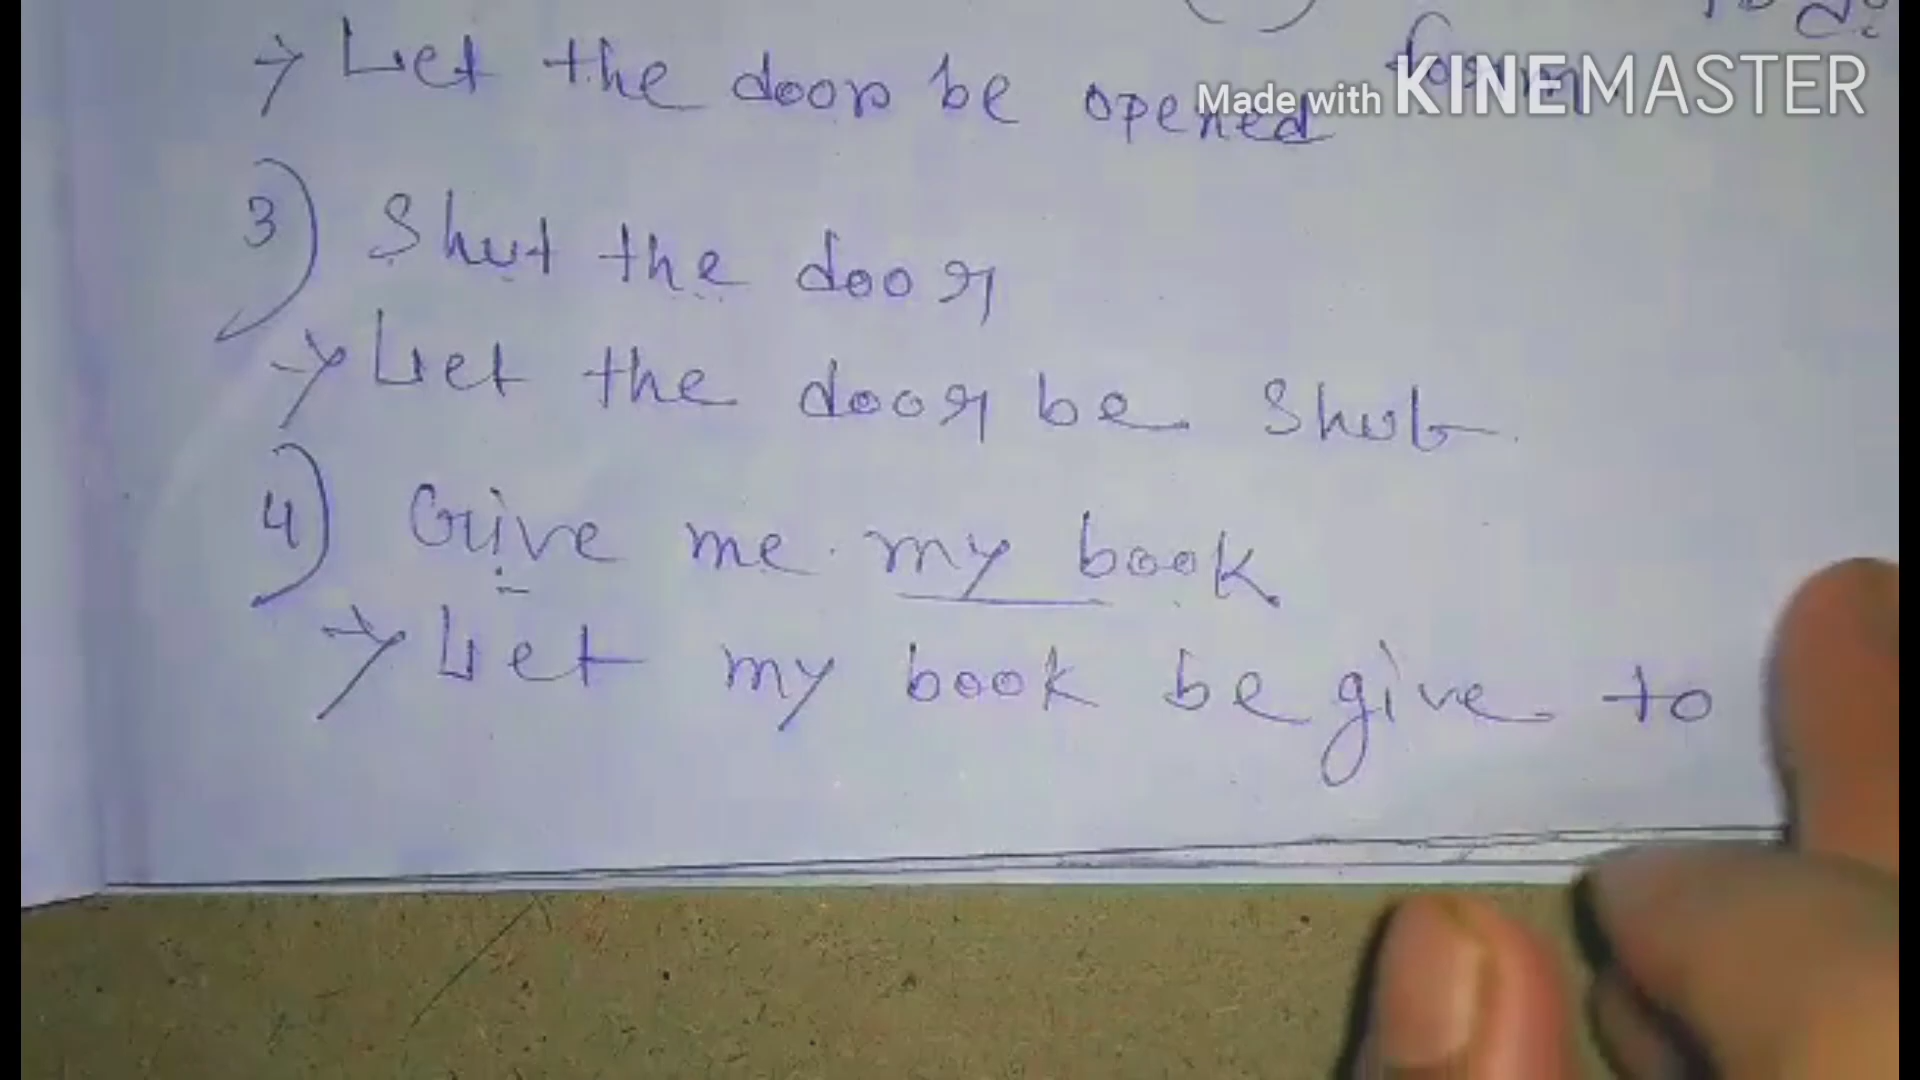 → Let the door be opened form.
Made with KINEMASTER
3) Shut the door
→ Let the door be Shut.
4) Give me my book
→ Let my book be give to